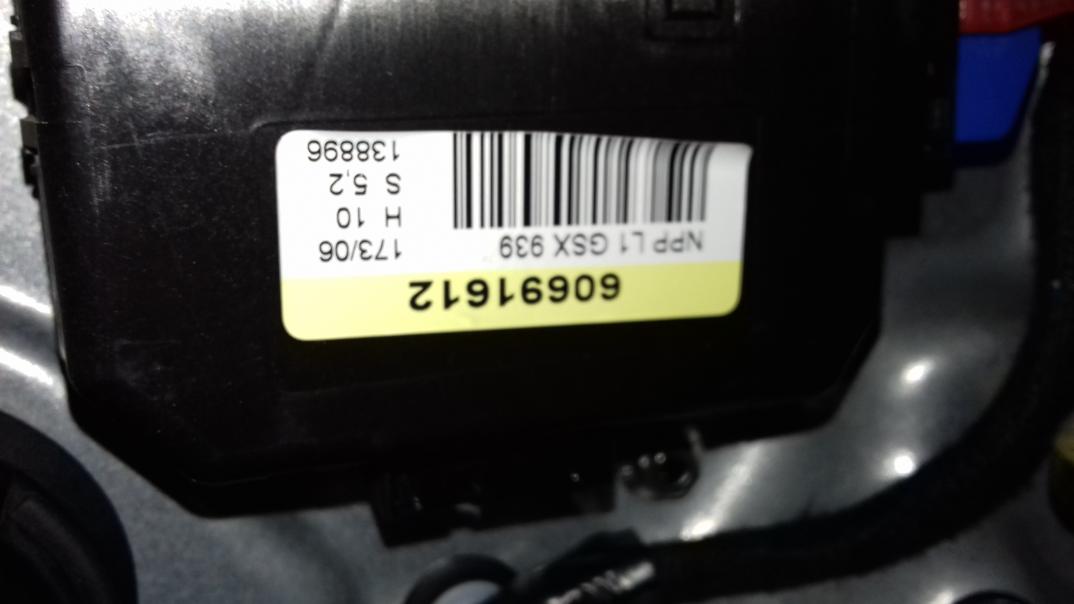 60691612
NPP L1 GSX 939
173/06
H 10
S 5,2
138896